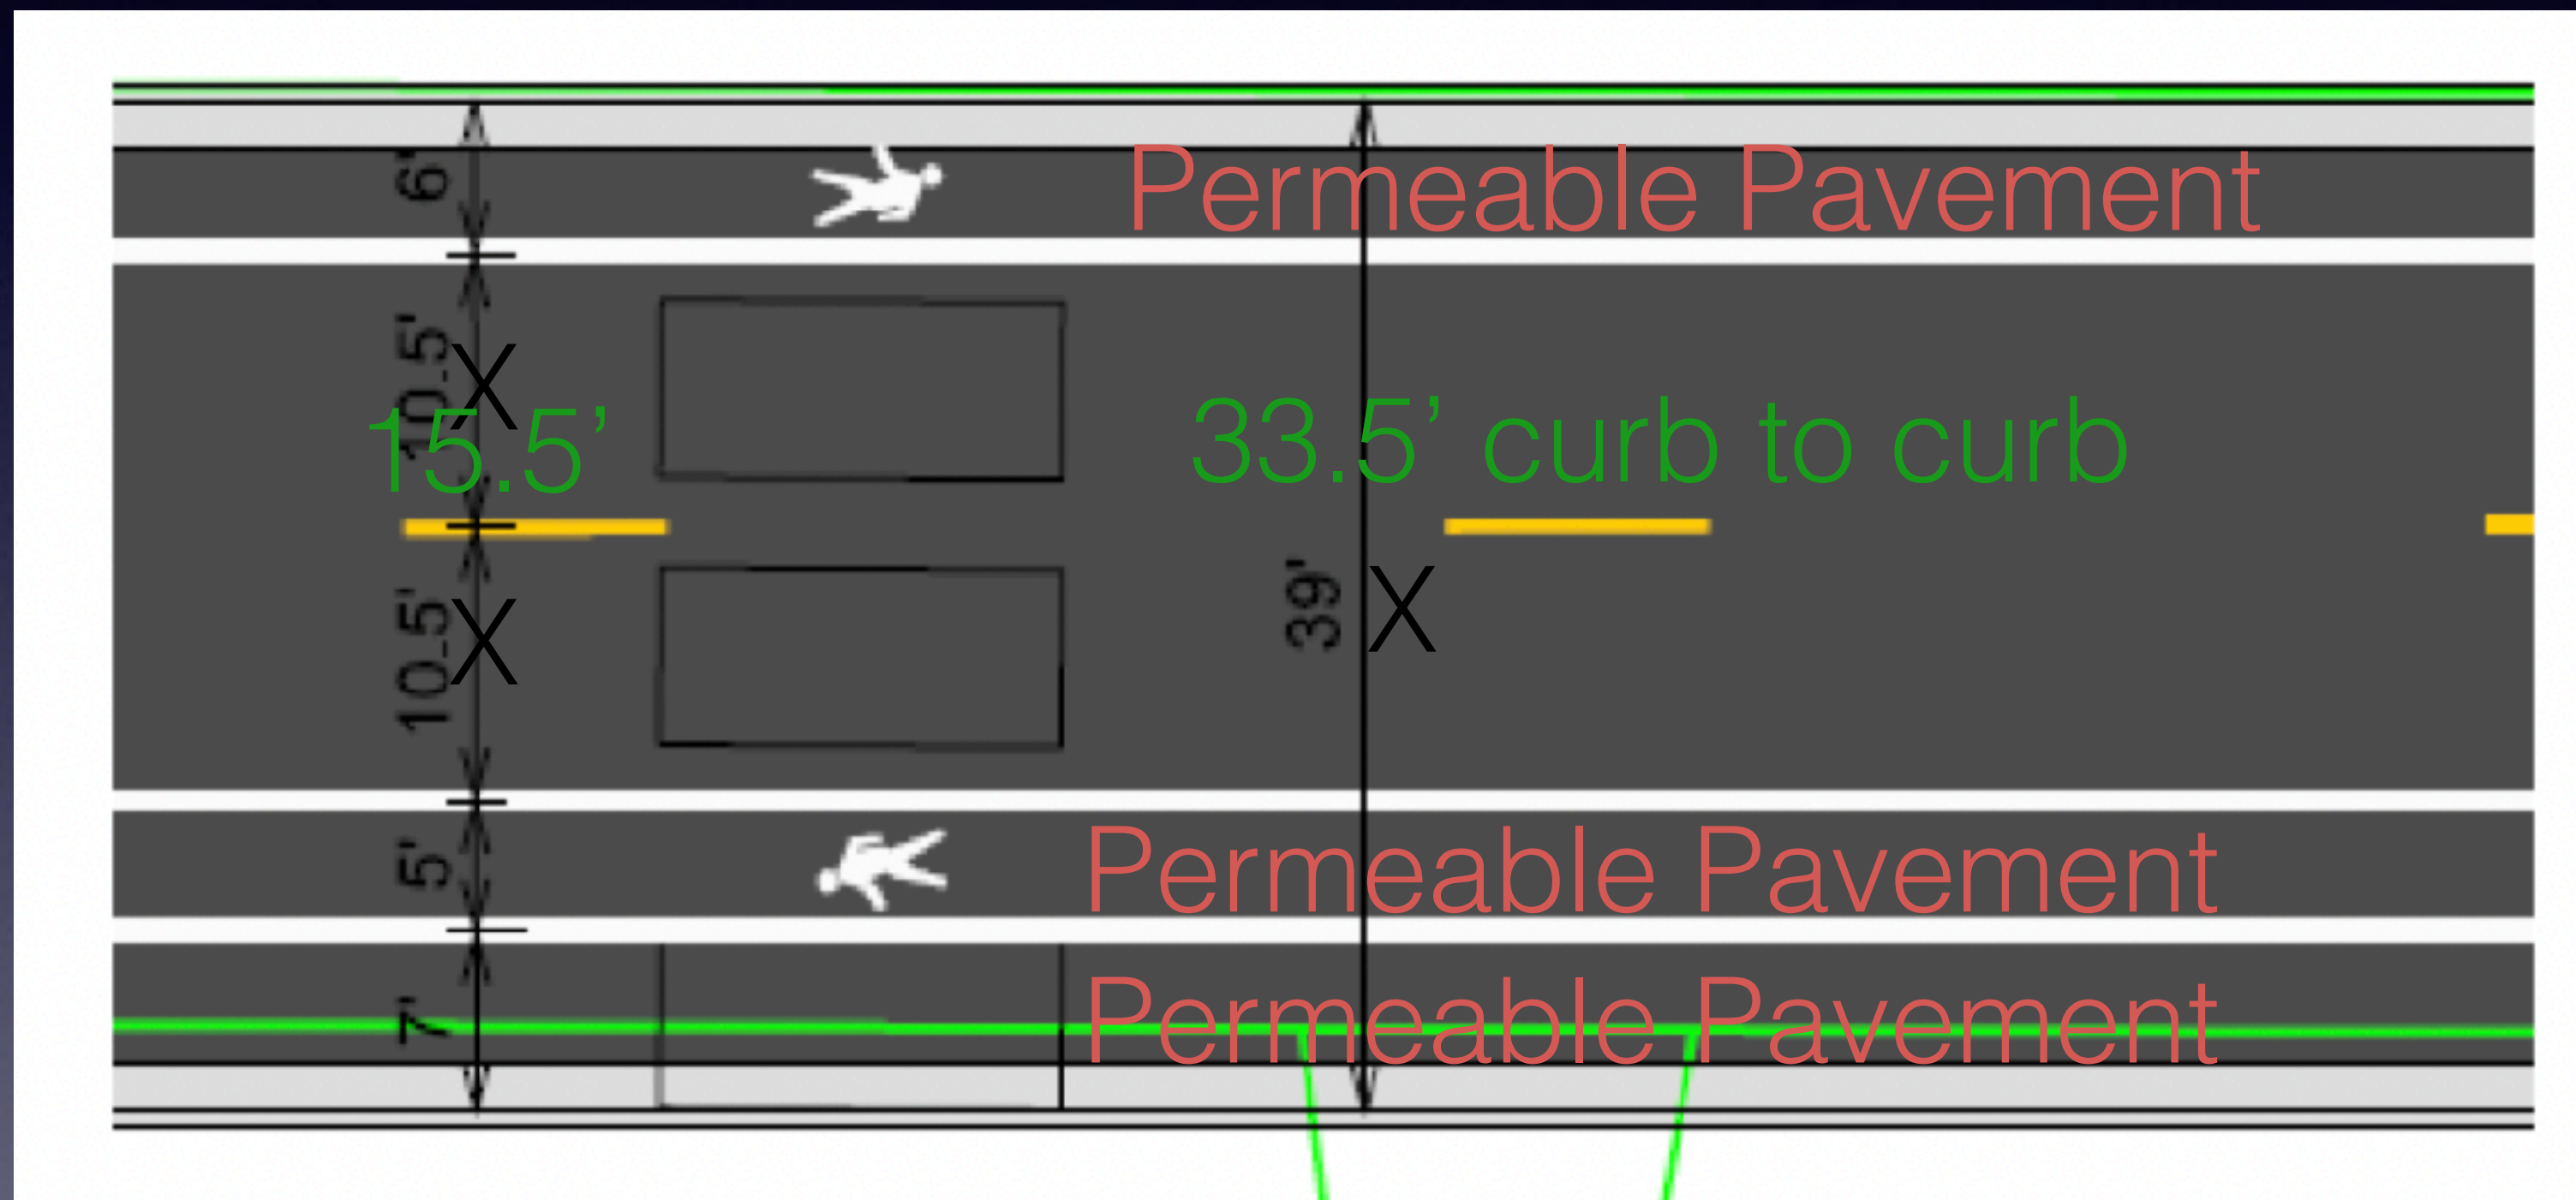 6'
Permeable Pavement
10.5'
X
15.5’
33.5’ curb to curb
10.5'
X
39'
X
5'
Permeable Pavement
7'
Permeable Pavement